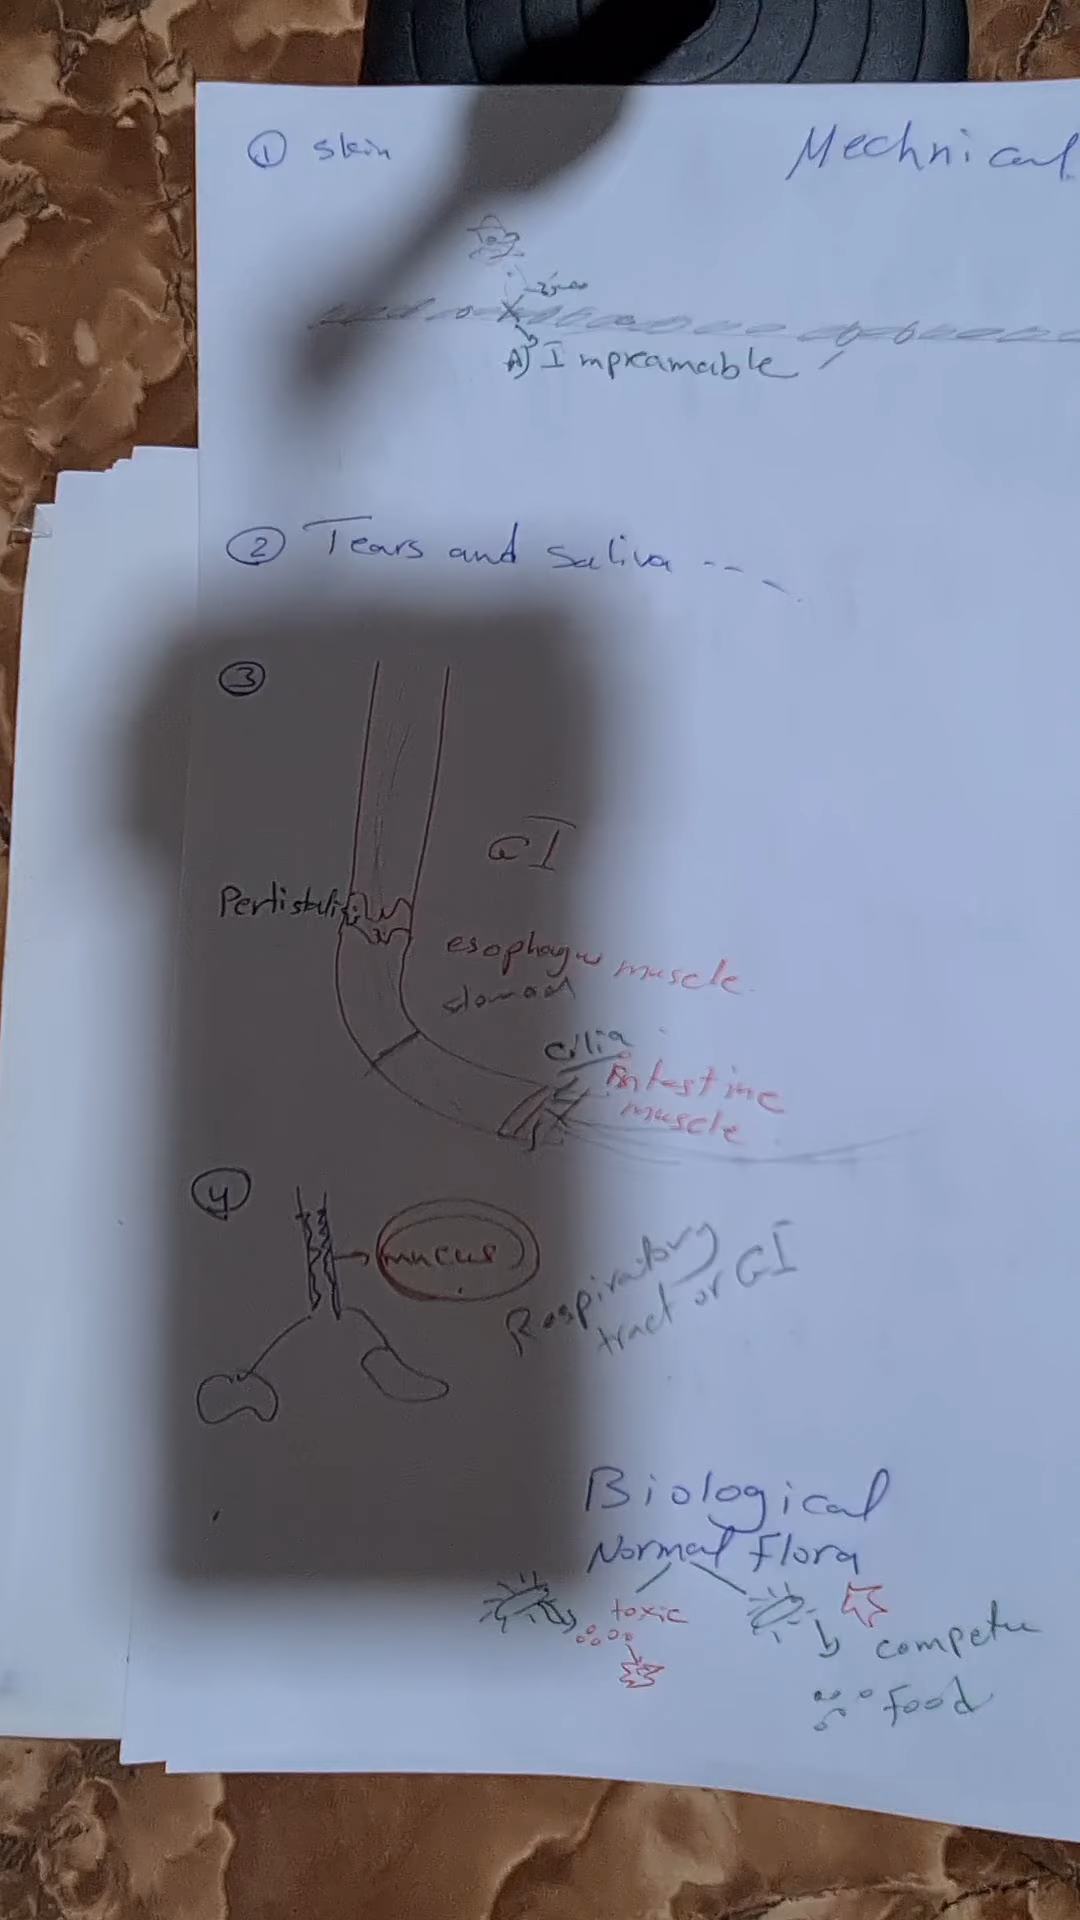 ① skin
Mechnical
A) Impreamable
② Tears and Saliva ---
③
GI
Peristalis
esophagus muscle
stomach
cilia
intestine
muscle
④
mucus
Respiratory
tract or GI
Biological
Normal Flora
toxic
compete
Food